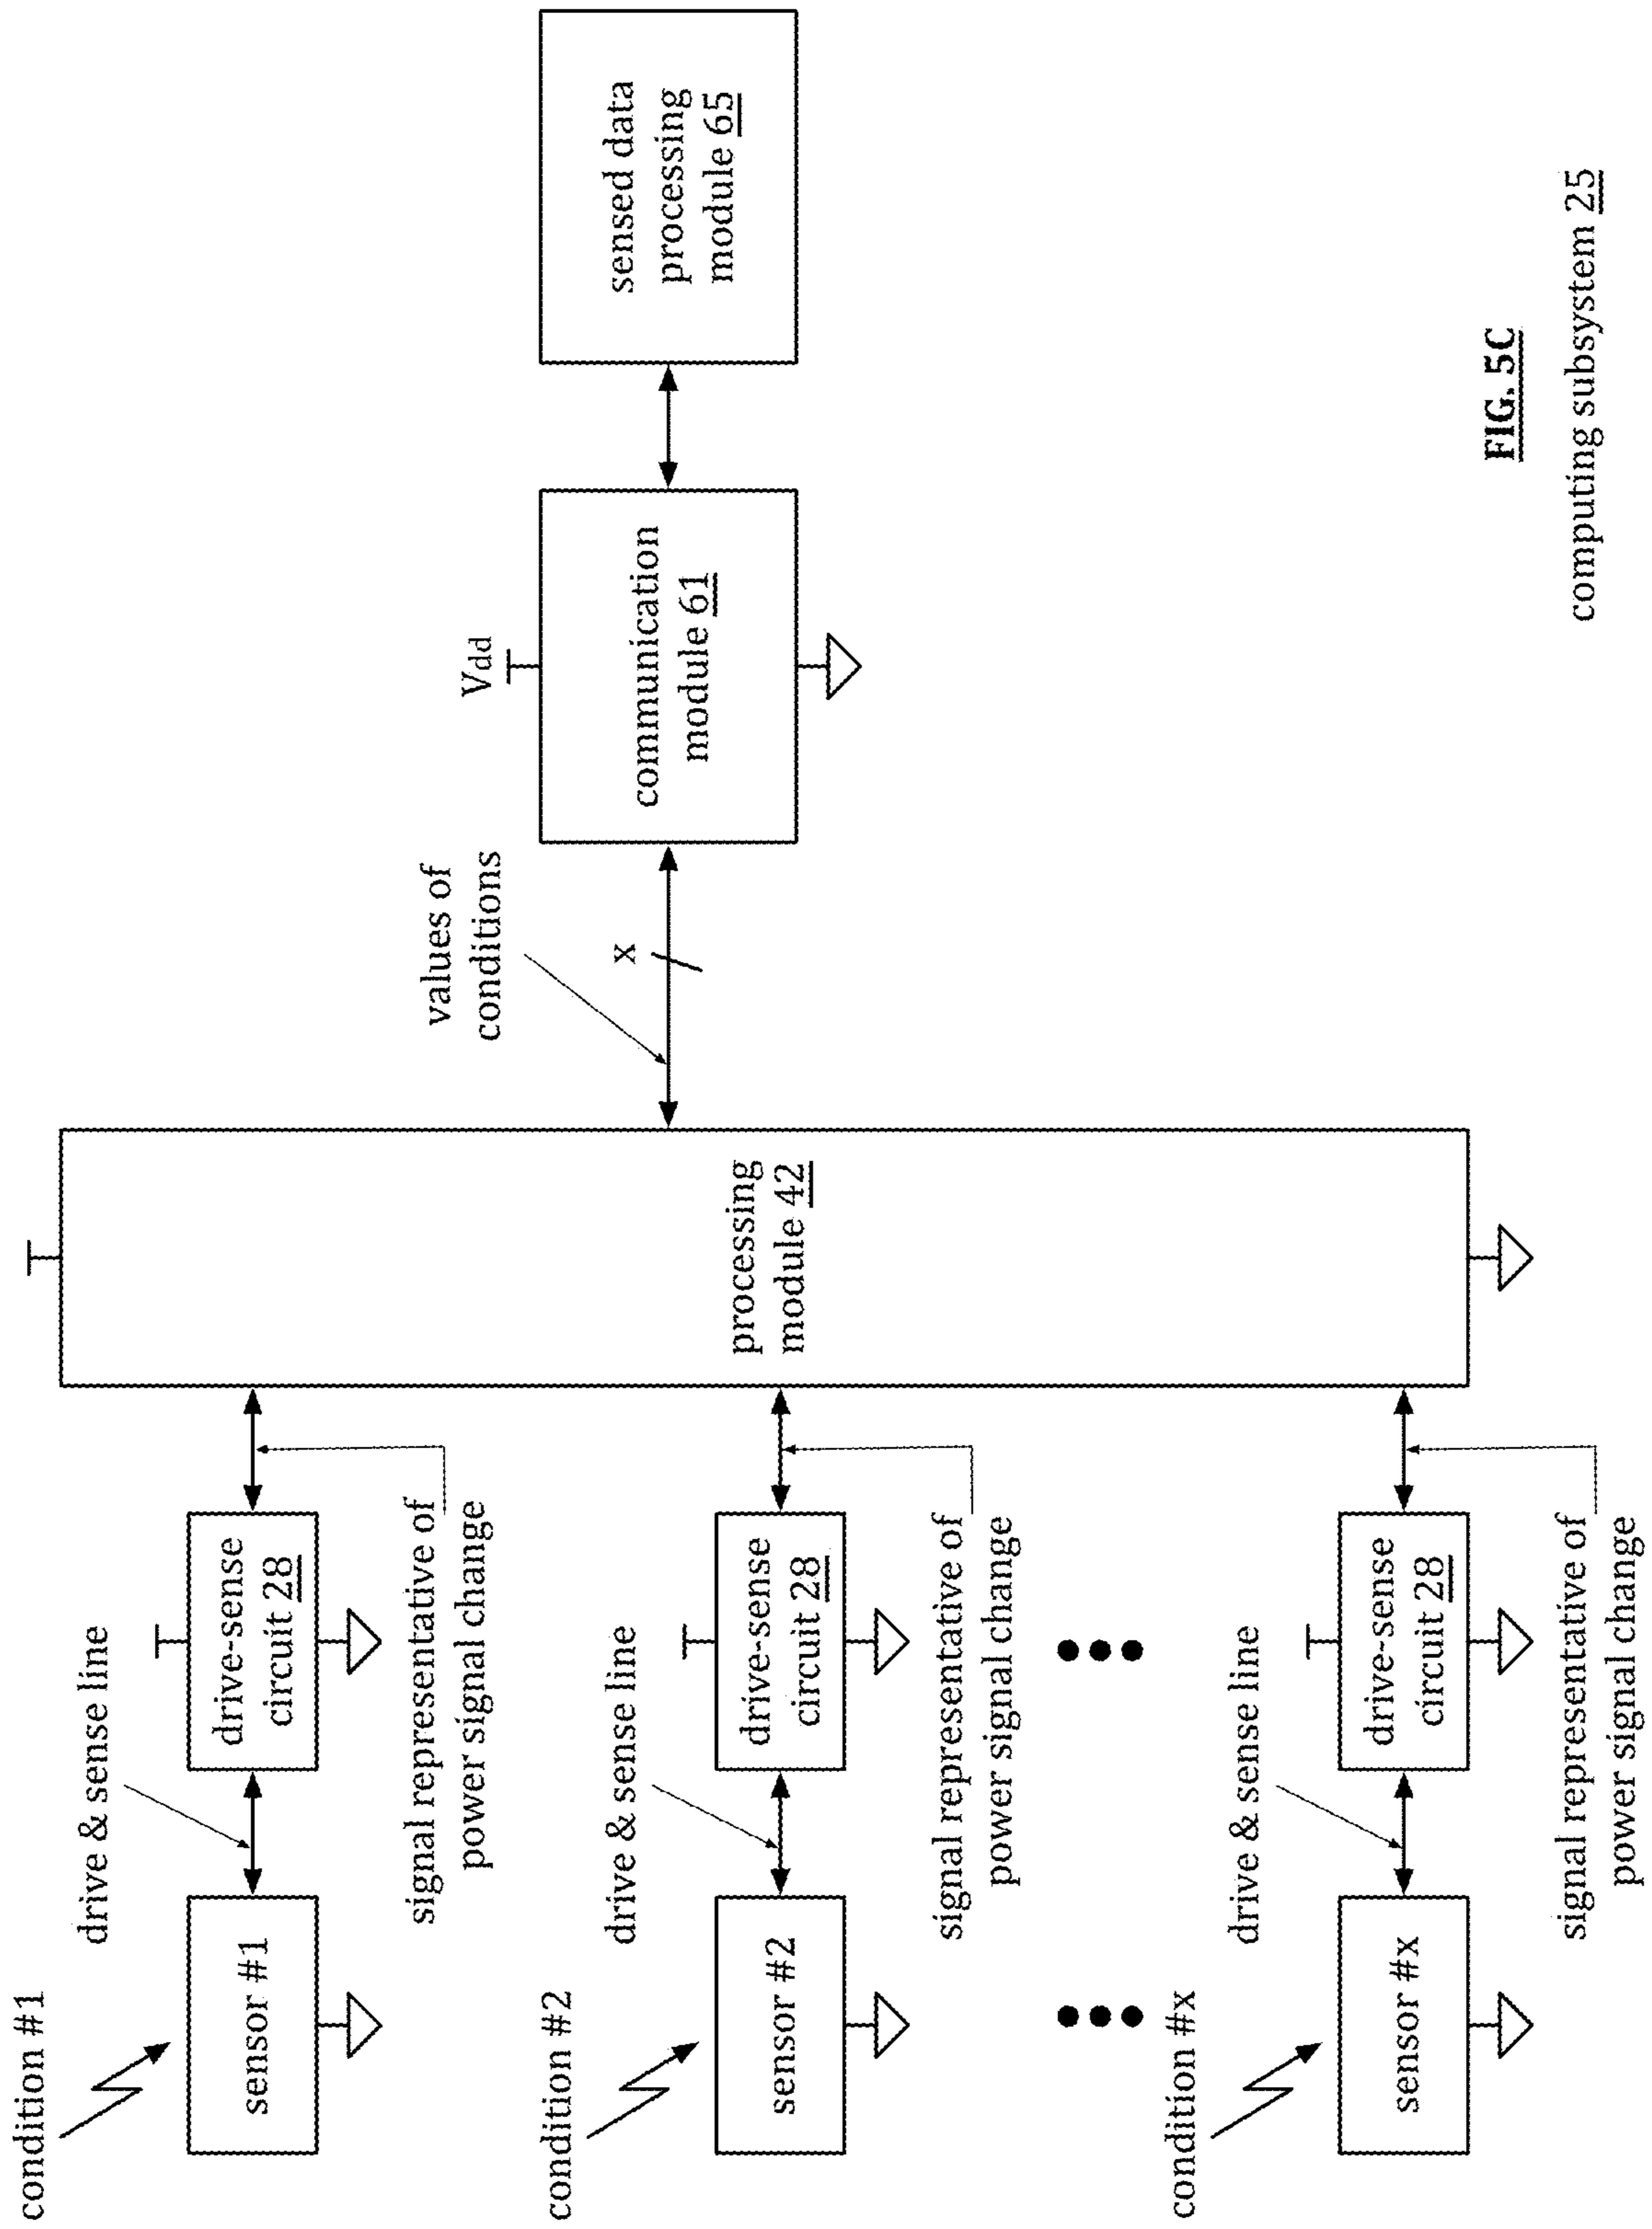 condition #1
drive & sense line
sensor #1
drive-sense
circuit 28
signal representative of
power signal change
condition #2
drive & sense line
sensor #2
drive-sense
circuit 28
signal representative of
power signal change
condition #x
drive & sense line
sensor #x
drive-sense
circuit 28
signal representative of
power signal change
processing
module 42
values of
conditions
x
Vdd
communication
module 61
sensed data
processing
module 65
FIG. 5C
computing subsystem 25